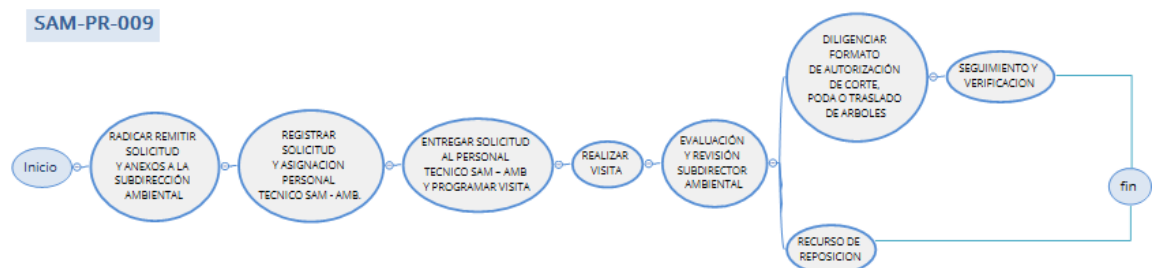 SAM-PR-009
Inicio
RADICAR REMITIR
SOLICITUD
Y ANEXOS A LA
SUBDIRECCIÓN
AMBIENTAL
REGISTRAR
SOLICITUD
Y ASIGNACION
PERSONAL
TECNICO SAM - AMB.
ENTREGAR SOLICITUD
AL PERSONAL
TECNICO SAM – AMB
Y PROGRAMAR VISITA
REALIZAR
VISITA
EVALUACIÓN
Y REVISIÓN
SUBDIRECTOR
AMBIENTAL
DILIGENCIAR
FORMATO
DE AUTORIZACIÓN
DE CORTE,
PODA O TRASLADO
DE ARBOLES
SEGUIMIENTO Y
VERIFICACION
RECURSO DE
REPOSICION
fin